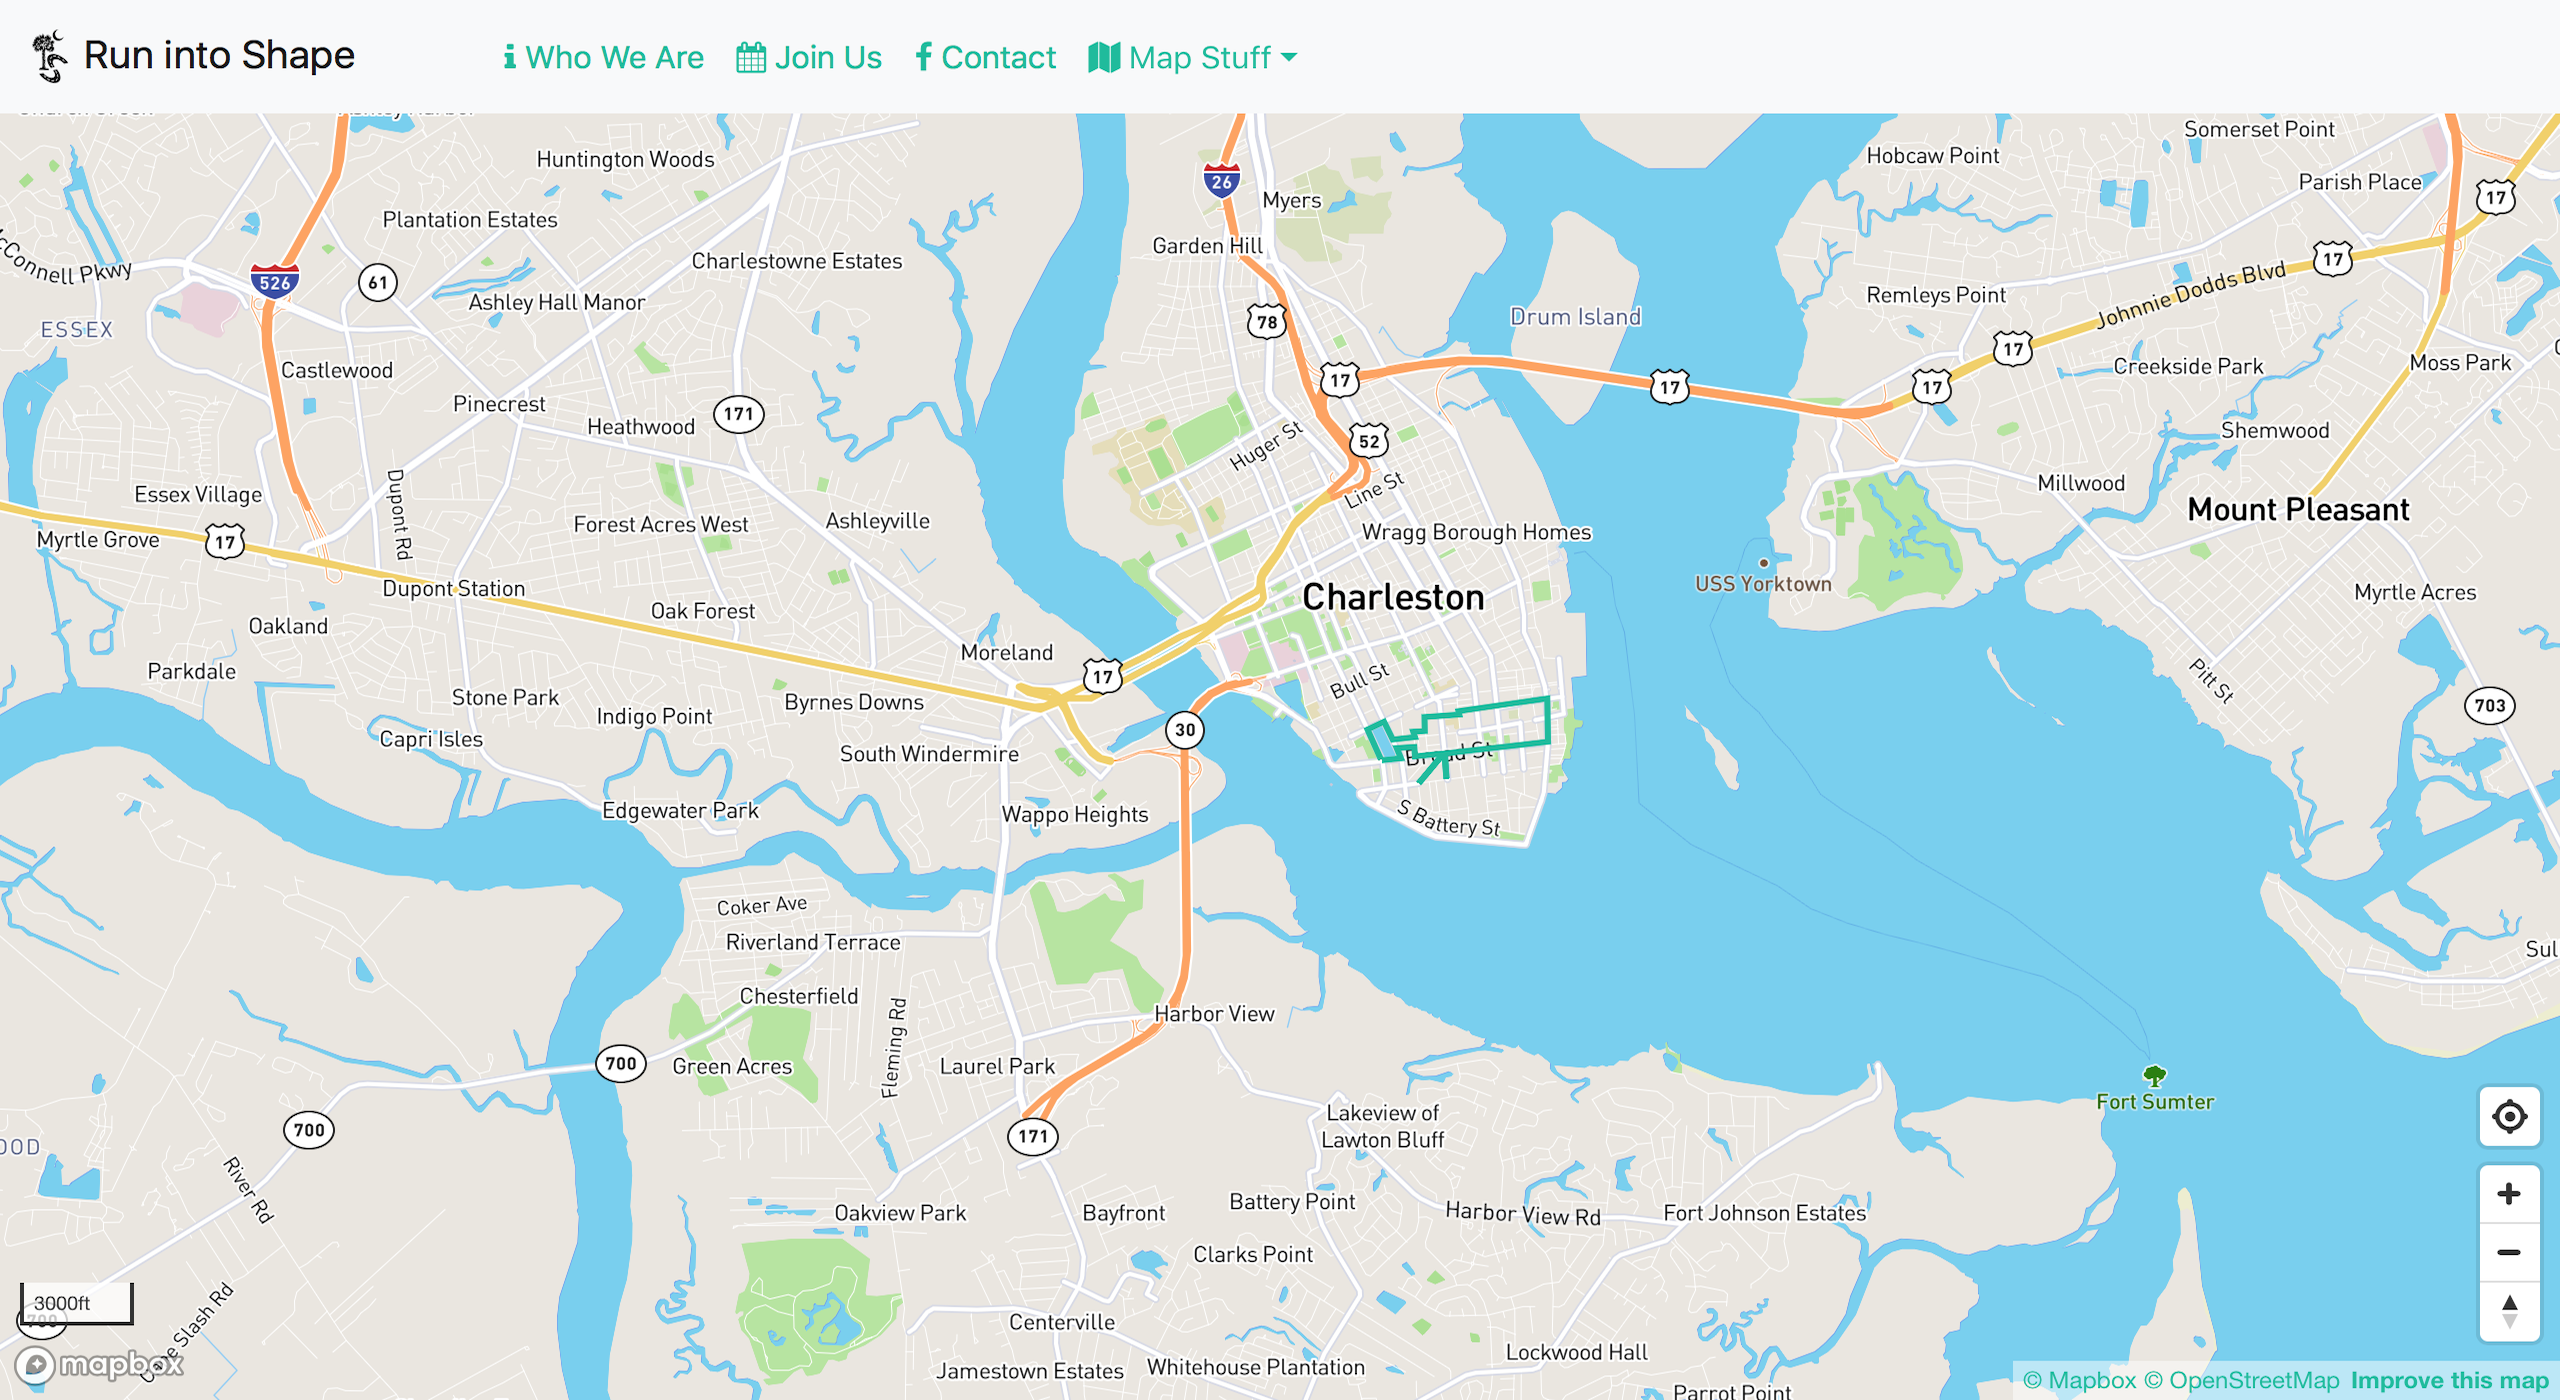 Run into Shape
Who We Are
Join Us
Contact
Map Stuff
Somerset Point
Huntington Woods
Hobcaw Point
Parish Place
26
Myers
17
Plantation Estates
McConnell Pkwy
Garden Hill
Charlestowne Estates
17
526
61
Johnnie Dodds Blvd
Ashley Hall Manor
Remleys Point
ESSEX
78
Drum Island
17
Castlewood
Creekside Park
Moss Park
17
17
17
Pinecrest
171
Heathwood
Huger St
52
Shemwood
Essex Village
Line St
Millwood
Dupont Rd
Forest Acres West
Ashleyville
Mount Pleasant
Myrtle Grove
17
Wragg Borough Homes
USS Yorktown
Dupont Station
Charleston
Myrtle Acres
Oak Forest
Oakland
Moreland
Parkdale
17
Bull St
Pitt St
Stone Park
Byrnes Downs
703
Indigo Point
30
Capri Isles
South Windermere
Broad St
Edgewater Park
Wappo Heights
S Battery St
Coker Ave
Riverland Terrace
Sul
Chesterfield
Harbor View
Fleming Rd
700
Green Acres
Laurel Park
Fort Sumter
700
171
Lakeview of
Lawton Bluff
OOD
River Rd
Battery Point
Oakview Park
Bayfront
Harbor View Rd
Fort Johnson Estates
Clarks Point
3000ft
700
Centerville
Slash Rd
Lockwood Hall
mapbox
Jamestown Estates
Whitehouse Plantation
© Mapbox © OpenStreetMap Improve this map
Parrot Point